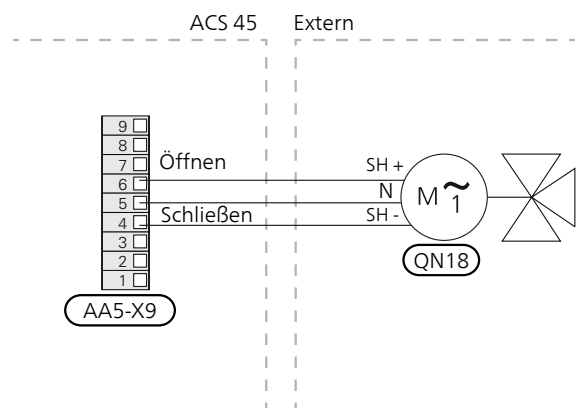 ACS 45 Extern
9
8
7 Öffnen SH +
6
5 N
4 Schließen SH -
3
2
1
M ~ 1
QN18
AA5-X9